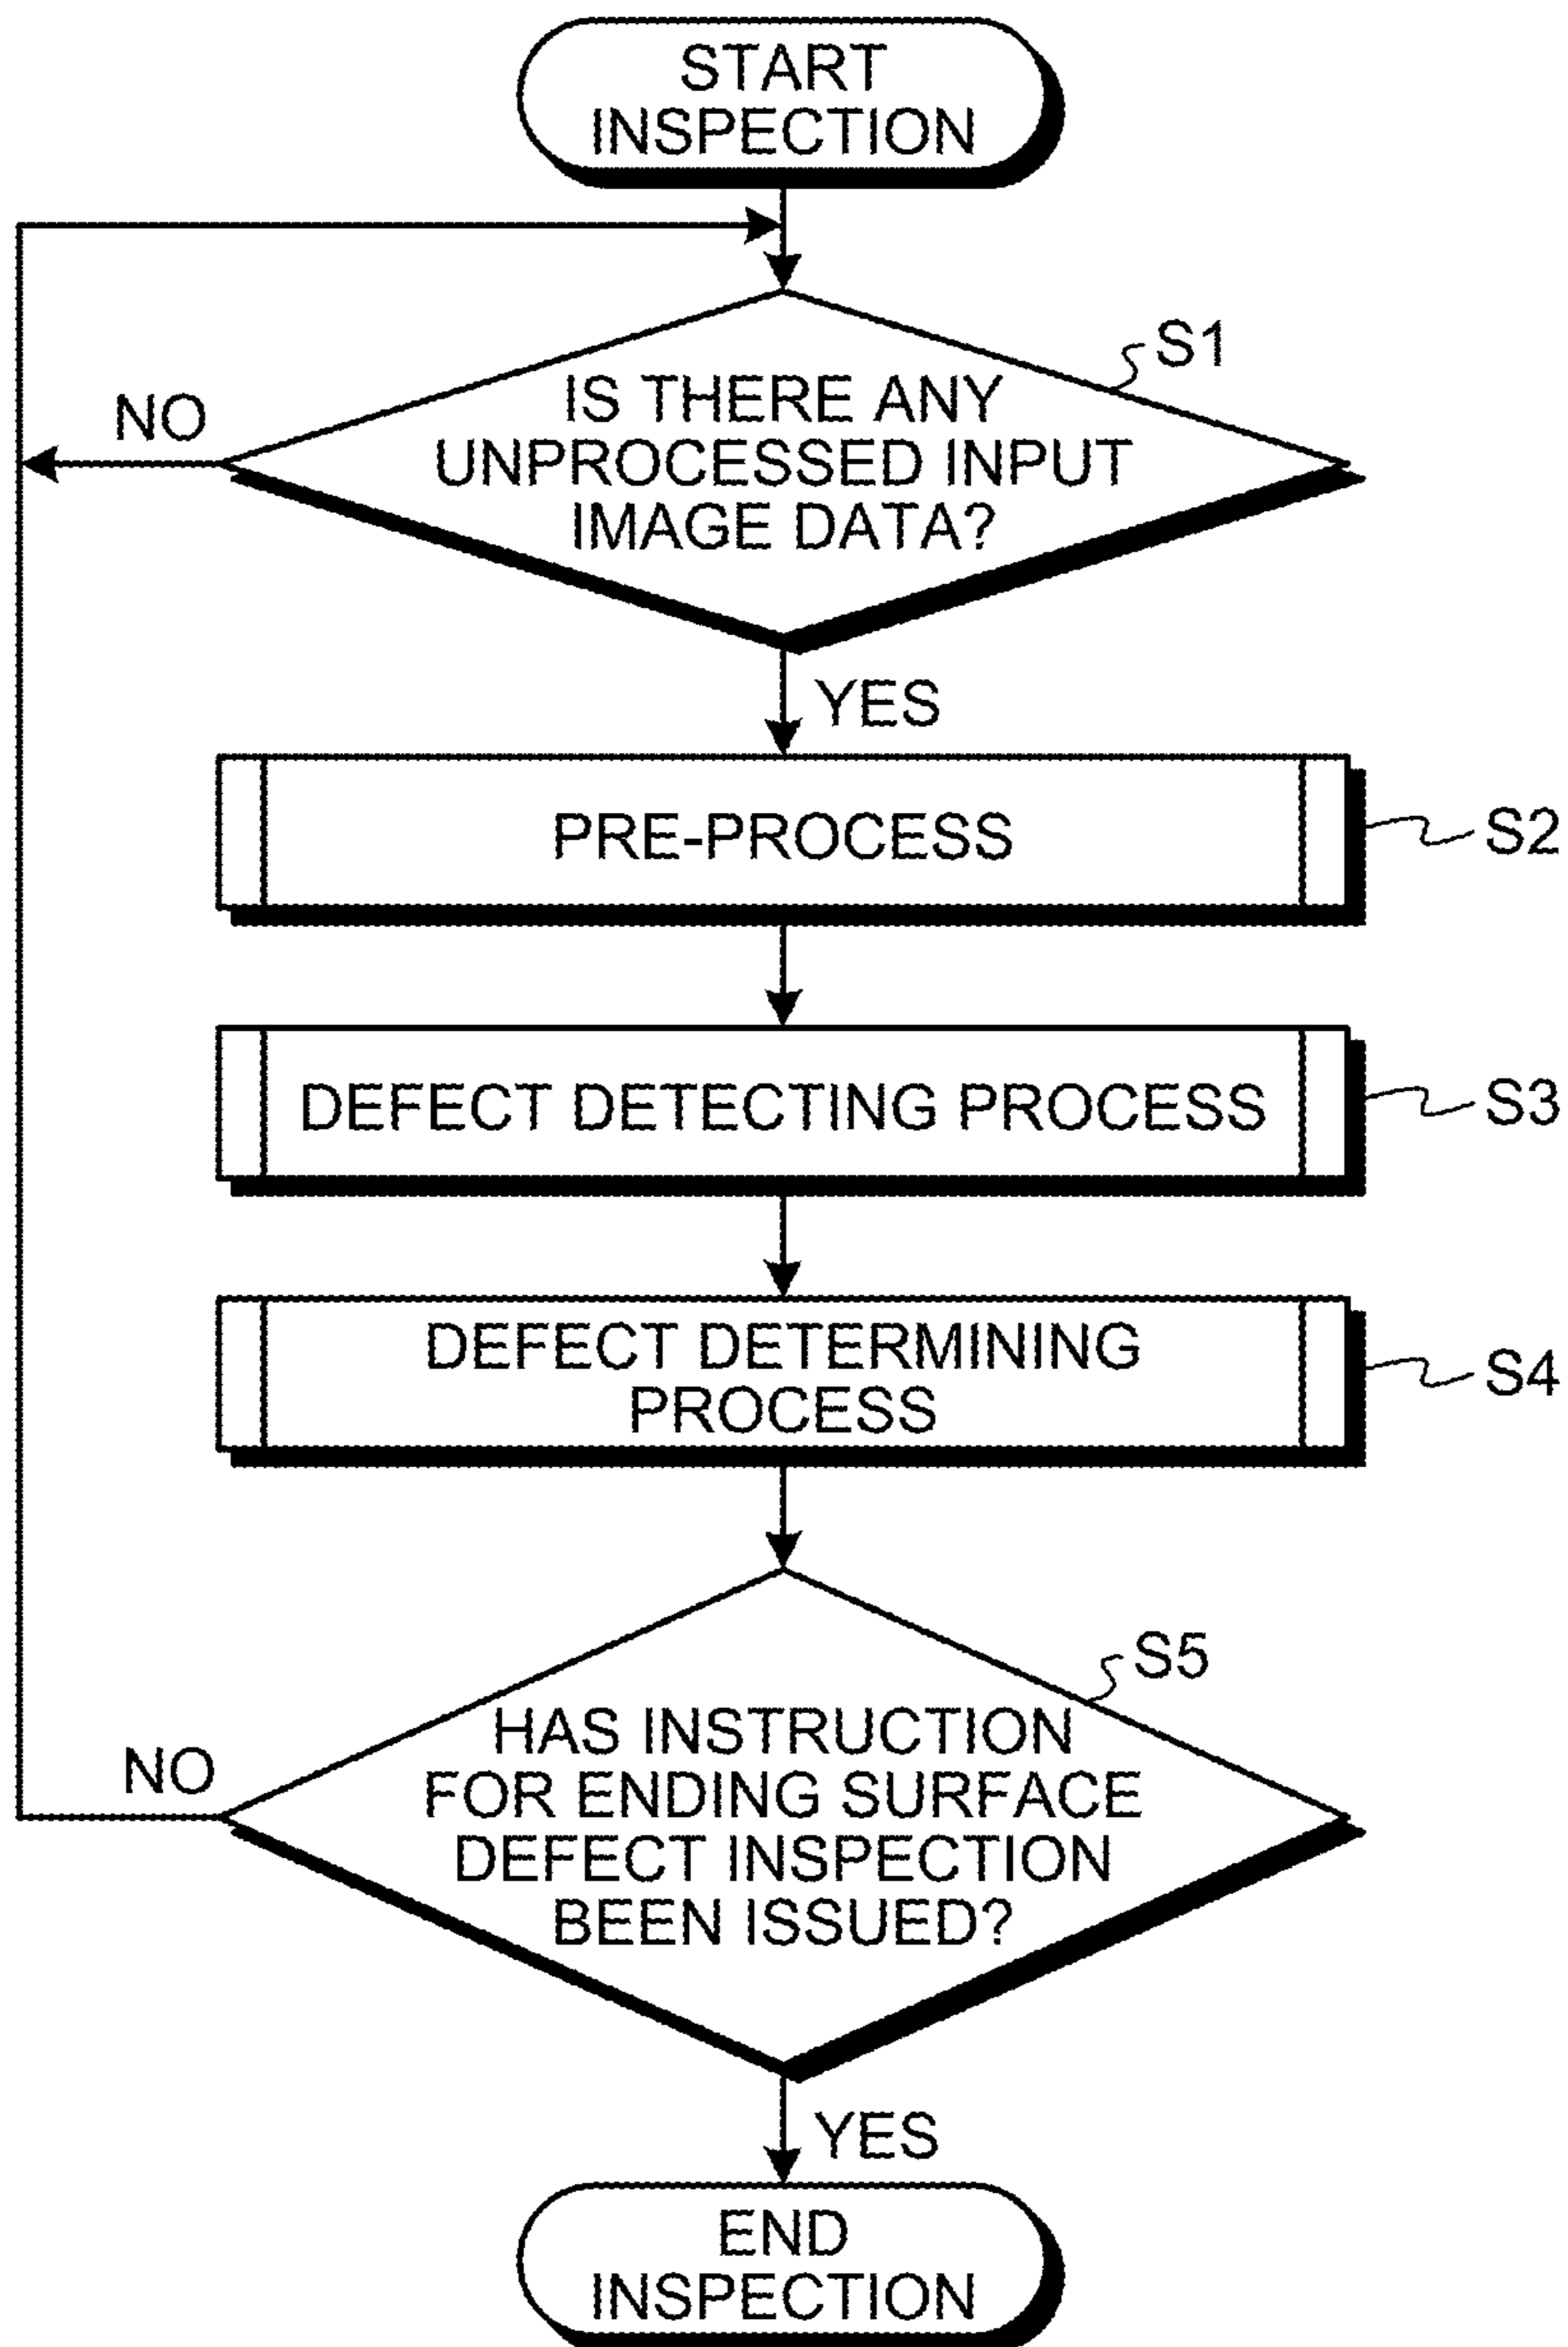 START
INSPECTION
S1
IS THERE ANY
NO
UNPROCESSED INPUT
IMAGE DATA?
YES
PRE-PROCESS
S2
DEFECT DETECTING PROCESS
S3
DEFECT DETERMINING
PROCESS
S4
S5
HAS INSTRUCTION
NO
FOR ENDING SURFACE
DEFECT INSPECTION
BEEN ISSUED?
YES
END
INSPECTION